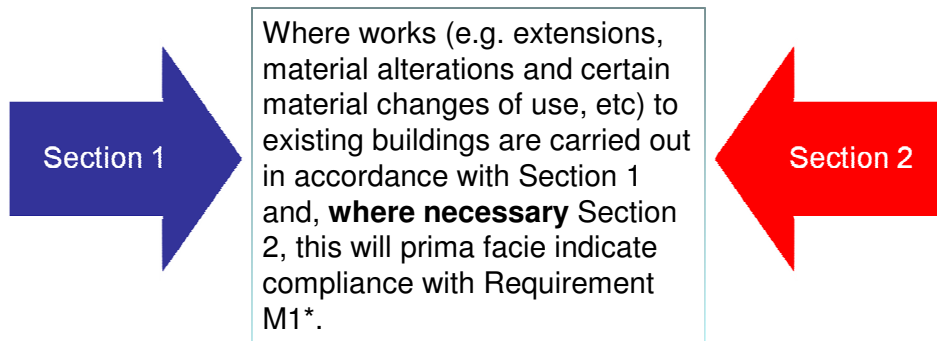 Section 1
Where works (e.g. extensions,
material alterations and certain
material changes of use, etc) to
existing buildings are carried out
in accordance with Section 1
and, where necessary Section
2, this will prima facie indicate
compliance with Requirement
M1*.
Section 2